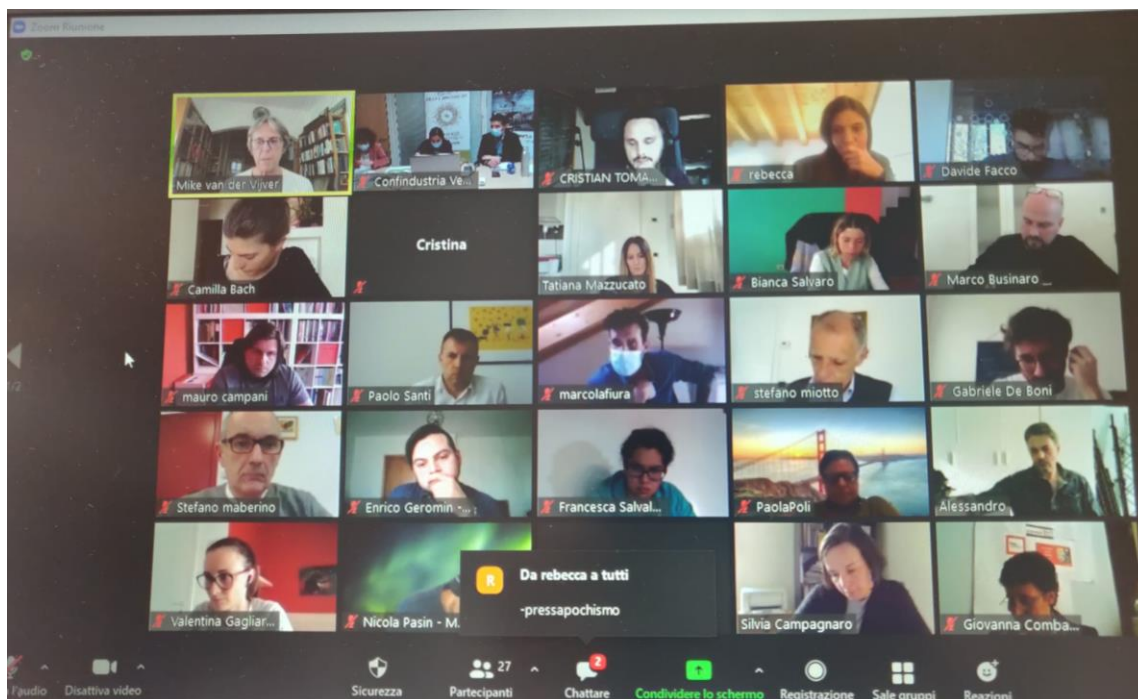 Zoom Riunione
Mike van der Vijver
Confindustria Ve...
CRISTIAN TOMA...
rebecca
Davide Facco
Camilla Bach
Cristina
Tatiana Mazzucato
Bianca Salvaro
Marco Businaro _...
mauro campani
Paolo Santi
marcolafiura
stefano miotto
Gabriele De Boni
Stefano maberino
Enrico Geromin -...
Francesca Salval...
PaolaPoli
Alessandro
Valentina Gagliar...
Nicola Pasin - M.
R
Da rebecca a tutti
-pressapochismo
Silvia Campagnaro
Giovanna Comba...
l'audio
Disattiva video
Sicurezza
27
Partecipanti
2
Chattare
Condividere lo schermo
Registrazione
Sale gruppi
Reazioni